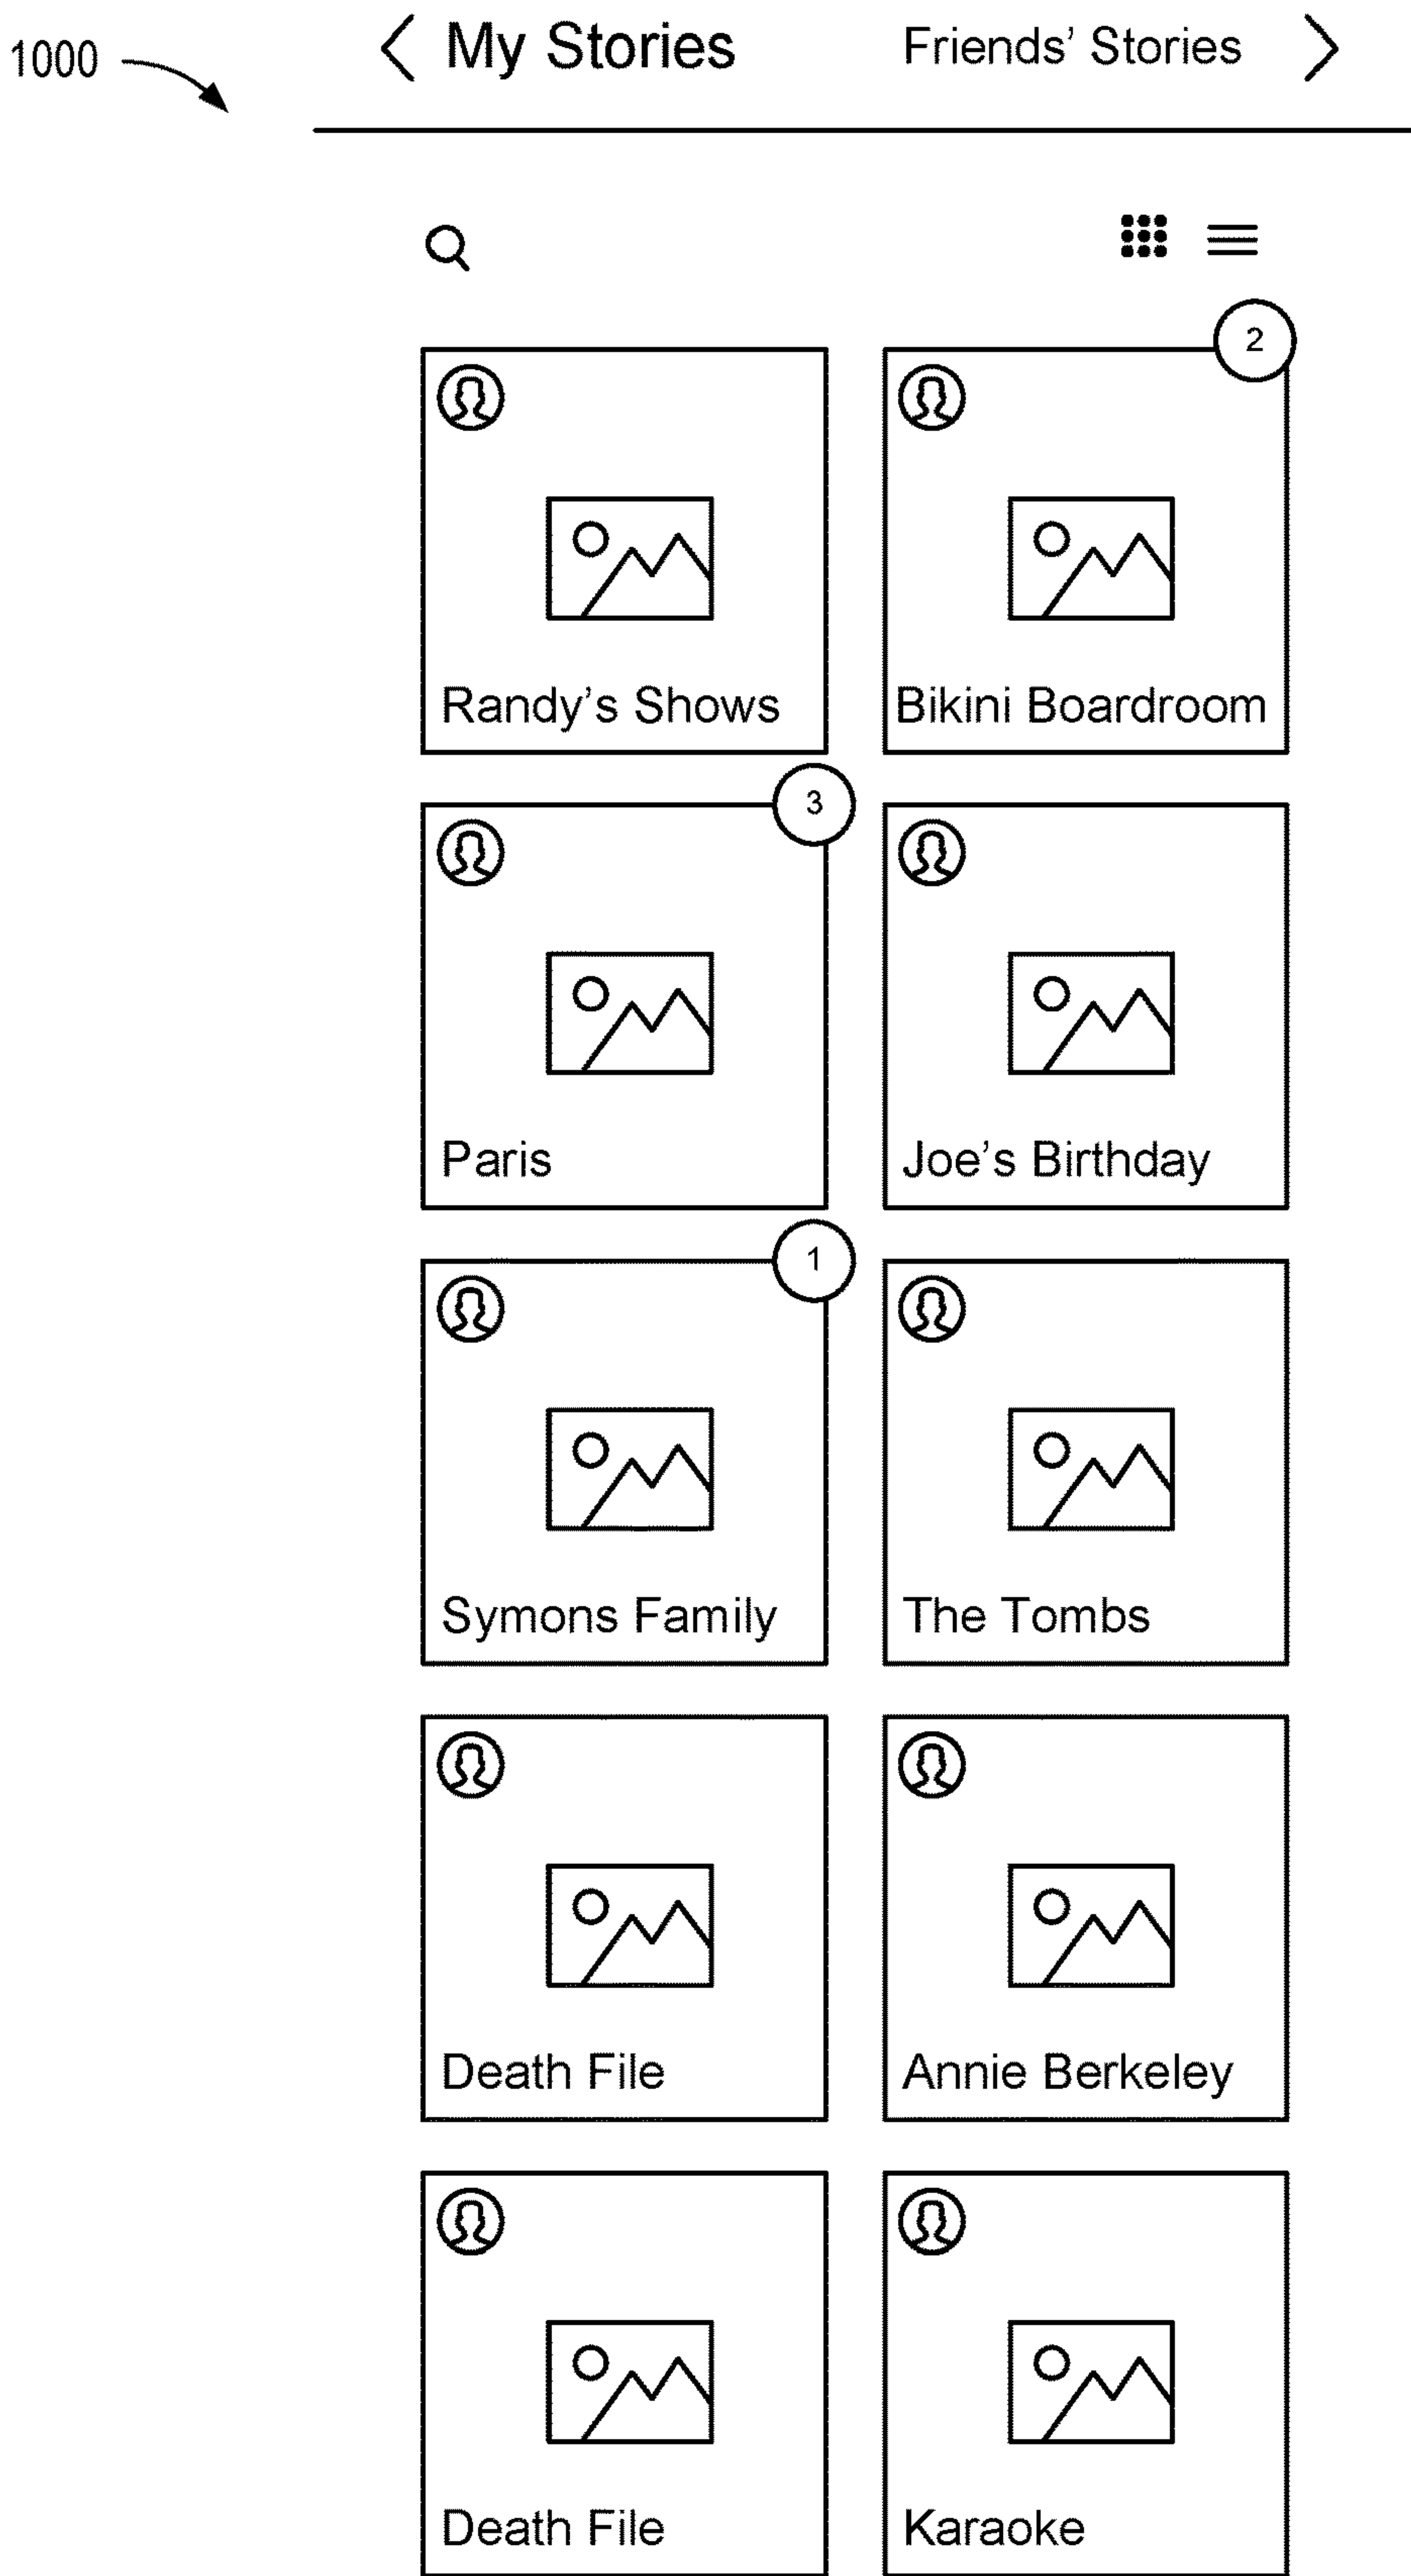 1000
My Stories Friends' Stories
2
Randy's Shows Bikini Boardroom
3
Paris Joe's Birthday
1
Symons Family The Tombs
Death File Annie Berkeley
Death File Karaoke